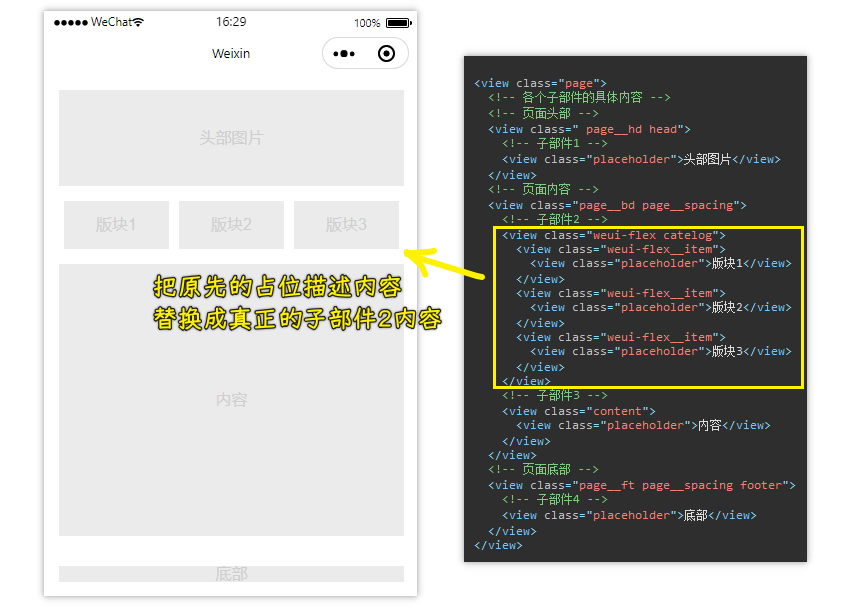 ●●●●● WeChat 16:29 100%
Weixin
头部图片
版块1 版块2 版块3
把原先的占位描述内容
替换成真正的子部件2内容
内容
底部
<view class="page">
<!-- 各个子部件的具体内容 -->
<!-- 页面头部 -->
<view class=" page__hd head">
<!-- 子部件1 -->
<view class="placeholder">头部图片</view>
</view>
<!-- 页面内容 -->
<view class="page__bd page__spacing">
<!-- 子部件2 -->
<view class="weui-flex catelog">
<view class="weui-flex__item">
<view class="placeholder">版块1</view>
</view>
<view class="weui-flex__item">
<view class="placeholder">版块2</view>
</view>
<view class="weui-flex__item">
<view class="placeholder">版块3</view>
</view>
</view>
<!-- 子部件3 -->
<view class="content">
<view class="placeholder">内容</view>
</view>
</view>
<!-- 页面底部 -->
<view class="page__ft page__spacing footer">
<!-- 子部件4 -->
<view class="placeholder">底部</view>
</view>
</view>